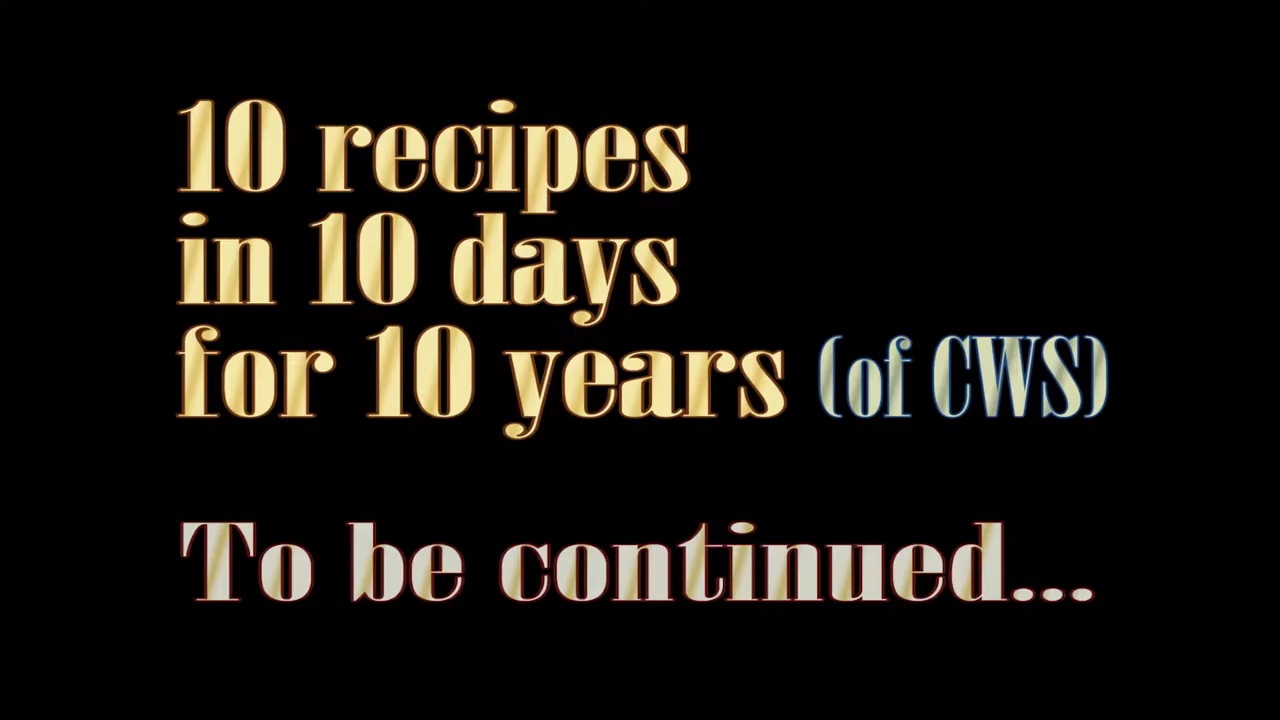 10 recipes
in 10 days
for 10 years (of CWS)
To be continued...